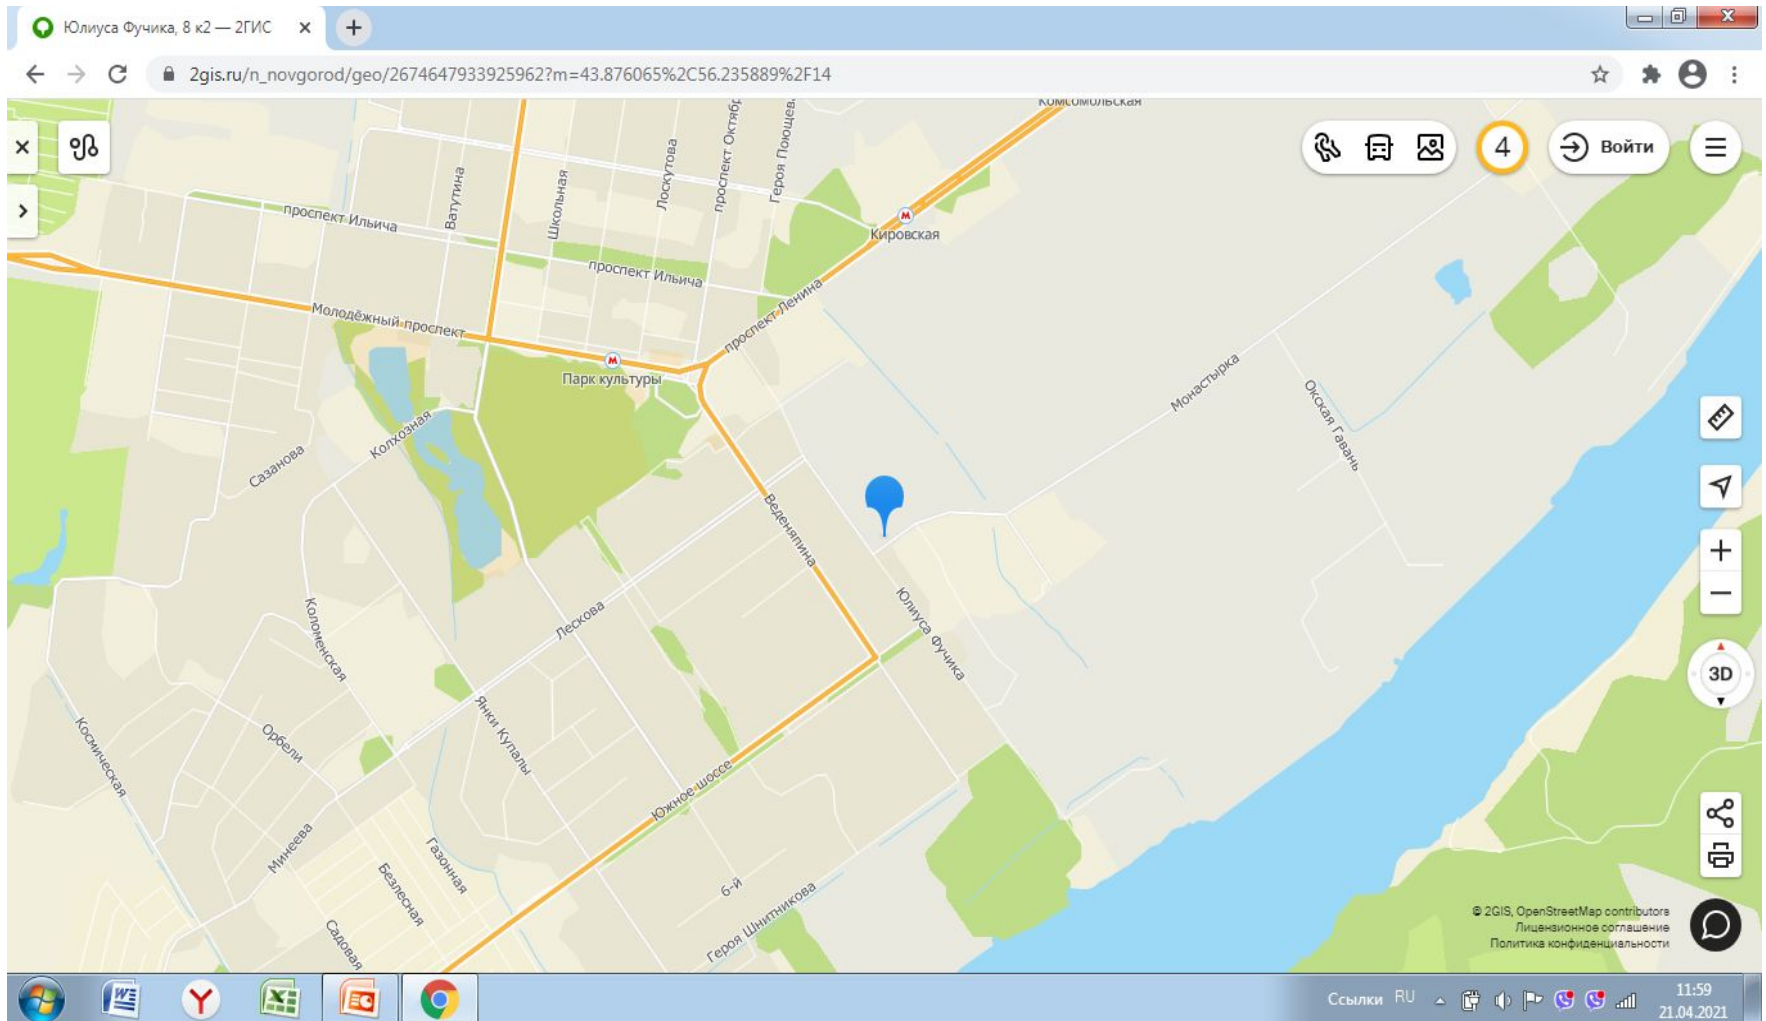 Юлиуса Фучика, 8 к2 — 2ГИС
2gis.ru/n_novgorod/geo/2674647933925962?m=43.876065%2C56.235889%2F14
Комсомольская
4
Войти
Ватутина
Школьная
Лоскутова
проспект Октябр
Героя Поющев
проспект Ильича
М
Кировская
проспект Ильича
проспект Ленина
Молодёжный проспект
М
Парк культуры
Монастырка
Окская Гавань
Колхозная
Сазанова
Веденяпина
Юлиуса Фучика
Лескова
Коломенская
3D
Янки Купалы
Орбели
Космическая
Южное шоссе
Минеева
Газонная
Безлесная
6-й
Героя Шнитникова
Садовая
© 2GIS, OpenStreetMap contributors
Лицензионное соглашение
Политика конфиденциальности
Ссылки
RU
11:59
21.04.2021